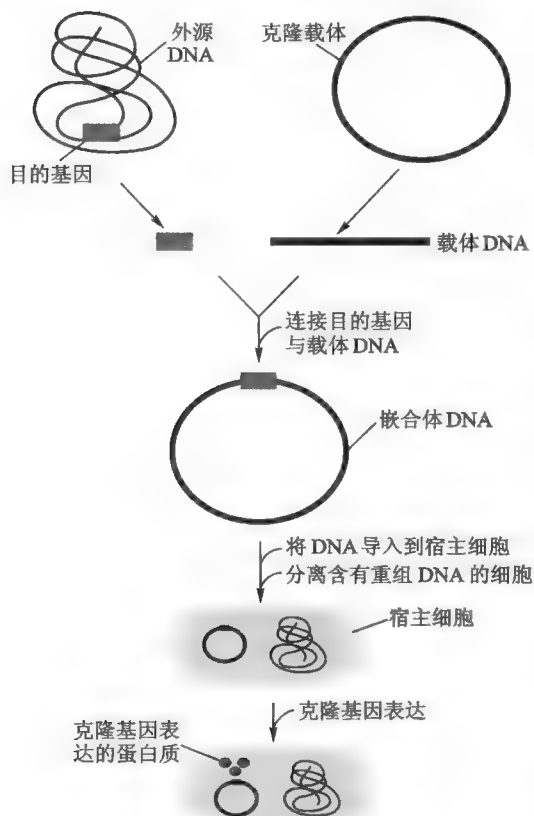 外源
DNA
克隆载体
目的基因
载体DNA
连接目的基因
与载体DNA
嵌合体DNA
将DNA导入到宿主细胞
分离含有重组DNA的细胞
宿主细胞
克隆基因表达
克隆基因表
达的蛋白质